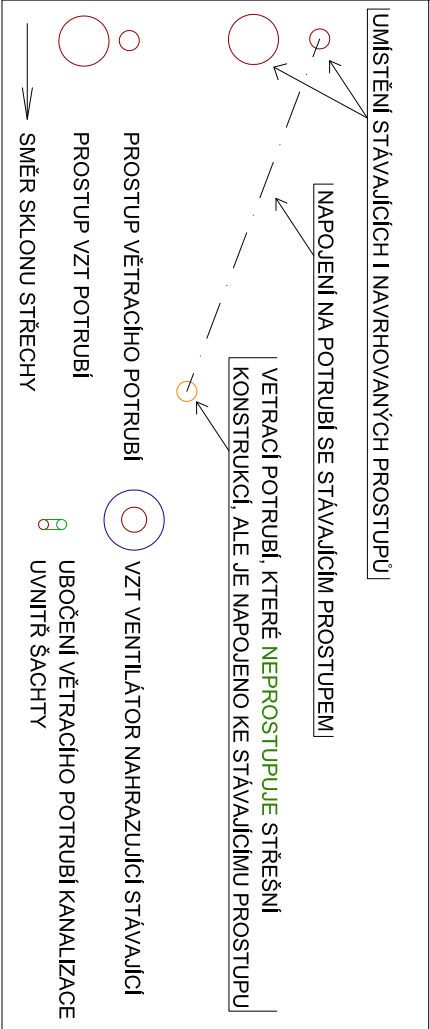 UMÍSTĚNÍ STÁVAJÍCÍCH I NAVRHOVANÝCH PROSTUPŮ
NAPOJENÍ NA POTRUBÍ SE STÁVAJÍCÍM PROSTUPEM
VETRACÍ POTRUBÍ, KTERÉ NEPROSTUPUJE STŘEŠNÍ
KONSTRUKCÍ, ALE JE NAPOJENO KE STÁVAJÍCÍMU PROSTUPU
PROSTUP VĚTRACÍHO POTRUBÍ
PROSTUP VZT POTRUBÍ
SMĚR SKLONU STŘECHY
VZT VENTILÁTOR NAHRAZUJÍCÍ STÁVAJÍCÍ
UBOČENÍ VĚTRACÍHO POTRUBÍ KANALIZACE
UVNITŘ ŠACHTY